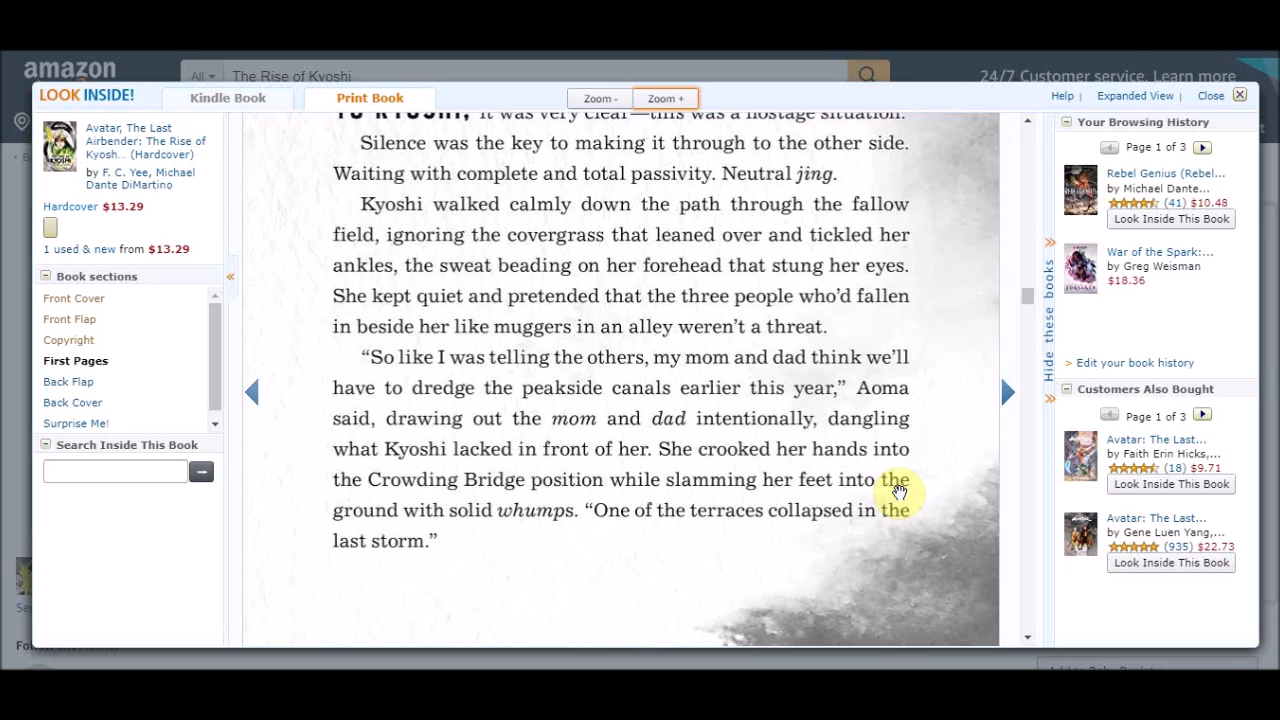 amazon
All
The Rise of Kyoshi
24/7 Customer service. Learn more
LOOK INSIDE!
Kindle Book
Print Book
Zoom -
Zoom +
Help |
Expanded View |
Close
Avatar, The Last
Airbender: The Rise of
Kyosh... (Hardcover)
by F. C. Yee, Michael
Dante DiMartino
Hardcover $13.29
1 used & new from $13.29
Book sections
Front Cover
Front Flap
Copyright
First Pages
Back Flap
Back Cover
Surprise Me!
Search Inside This Book
TO KYOSHI, it was very clear—this was a hostage situation.
Silence was the key to making it through to the other side.
Waiting with complete and total passivity. Neutral jing.
Kyoshi walked calmly down the path through the fallow
field, ignoring the covergrass that leaned over and tickled her
ankles, the sweat beading on her forehead that stung her eyes.
She kept quiet and pretended that the three people who’d fallen
in beside her like muggers in an alley weren’t a threat.
“So like I was telling the others, my mom and dad think we’ll
have to dredge the peakside canals earlier this year,” Aoma
said, drawing out the mom and dad intentionally, dangling
what Kyoshi lacked in front of her. She crooked her hands into
the Crowding Bridge position while slamming her feet into the
ground with solid whumps. “One of the terraces collapsed in the
last storm.”
Hide these books
Your Browsing History
Page 1 of 3
Rebel Genius (Rebel...
by Michael Dante...
(41) $10.48
Look Inside This Book
War of the Spark:...
by Greg Weisman
$18.36
> Edit your book history
Customers Also Bought
Page 1 of 3
Avatar: The Last...
by Faith Erin Hicks,...
(18) $9.71
Look Inside This Book
Avatar: The Last...
by Gene Luen Yang,...
(935) $22.73
Look Inside This Book